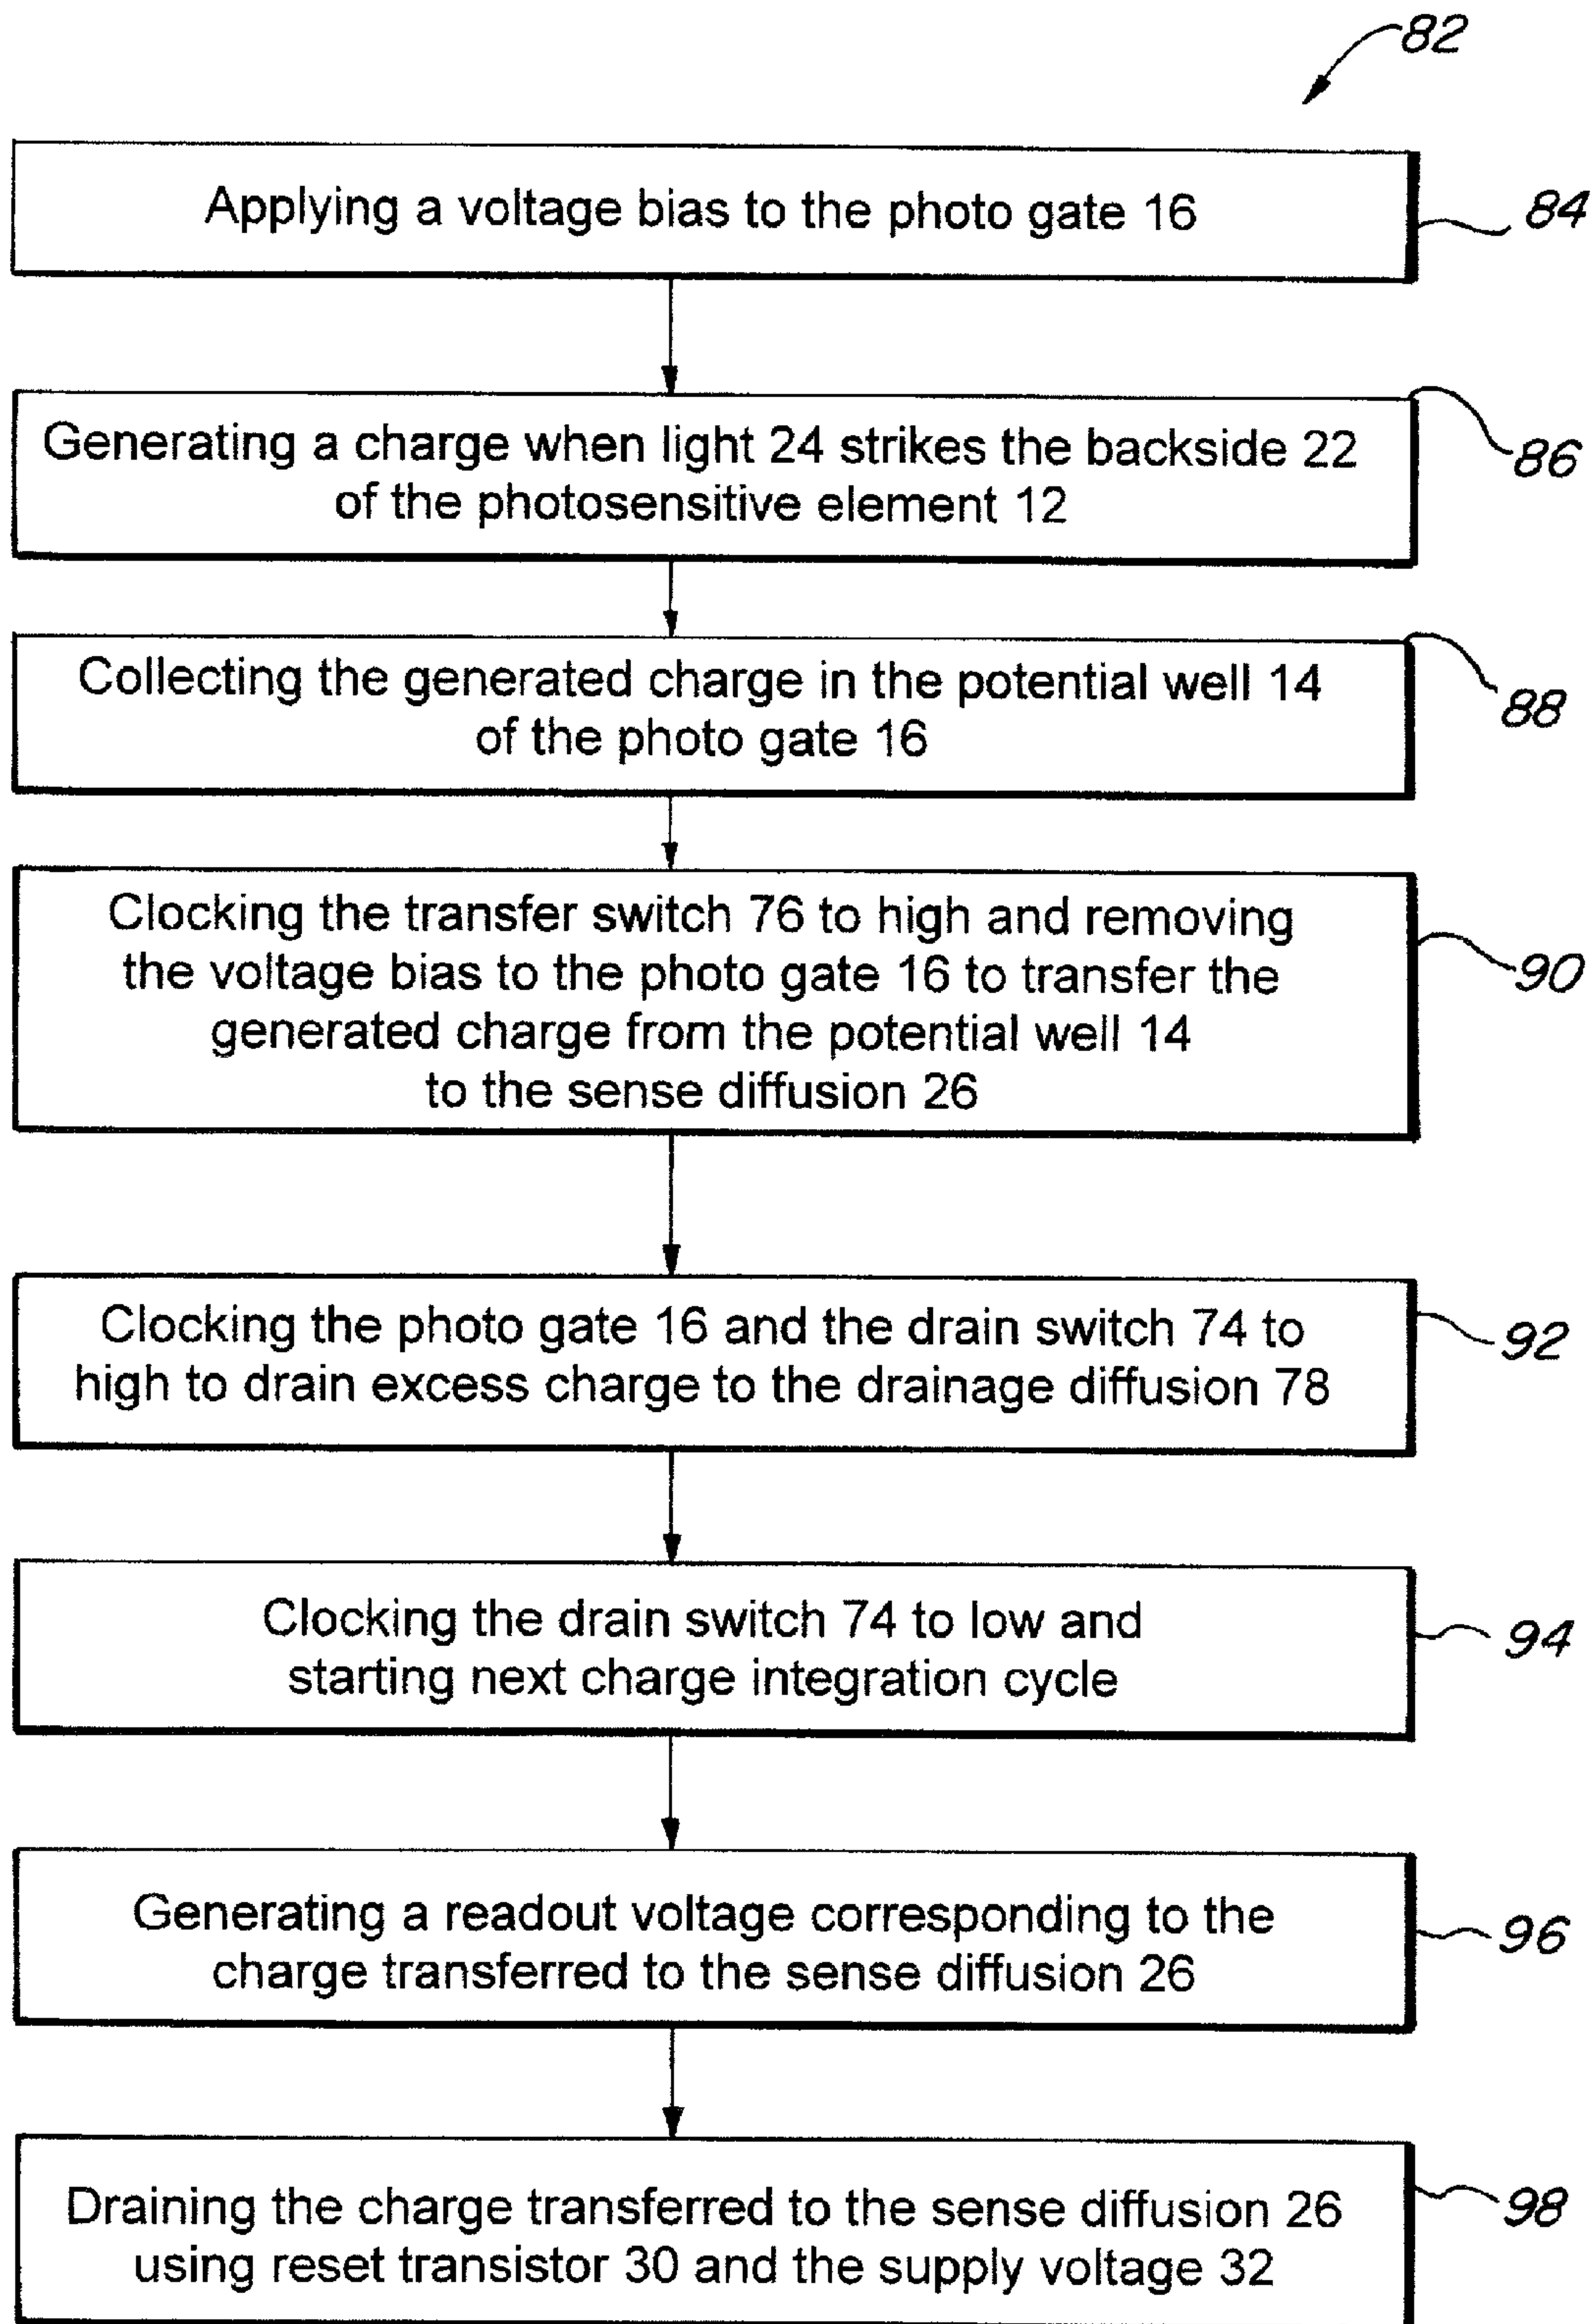 82
Applying a voltage bias to the photo gate 16
84
Generating a charge when light 24 strikes the backside 22
of the photosensitive element 12
86
Collecting the generated charge in the potential well 14
of the photo gate 16
88
Clocking the transfer switch 76 to high and removing
the voltage bias to the photo gate 16 to transfer the
generated charge from the potential well 14
to the sense diffusion 26
90
Clocking the photo gate 16 and the drain switch 74 to
high to drain excess charge to the drainage diffusion 78
92
Clocking the drain switch 74 to low and
starting next charge integration cycle
94
Generating a readout voltage corresponding to the
charge transferred to the sense diffusion 26
96
Draining the charge transferred to the sense diffusion 26
using reset transistor 30 and the supply voltage 32
98